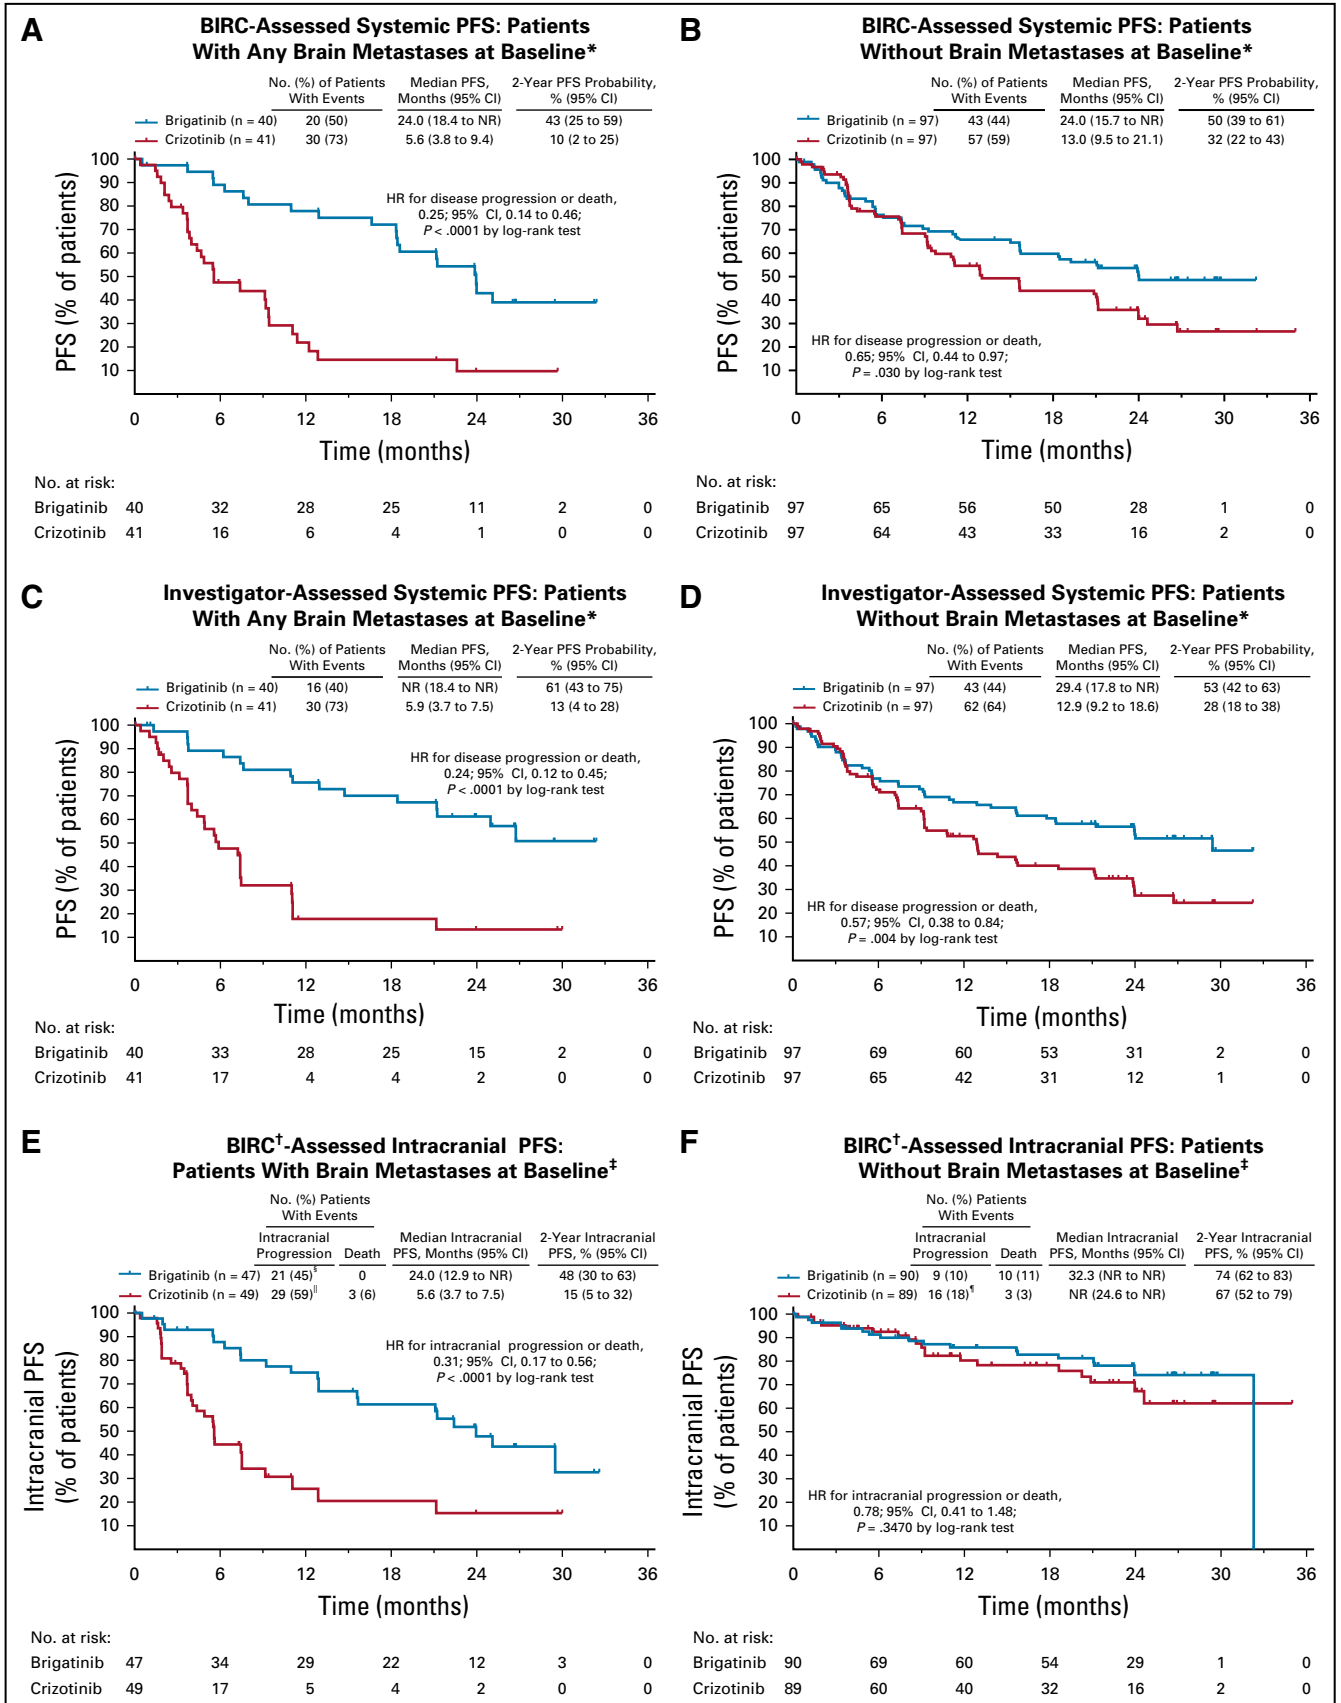 A
BIRC-Assessed Systemic PFS: Patients
With Any Brain Metastases at Baseline*
No. (%) of Patients With Events
Median PFS, Months (95% CI)
2-Year PFS Probability, % (95% CI)
Brigatinib (n = 40) 20 (50) 24.0 (18.4 to NR) 43 (25 to 59)
Crizotinib (n = 41) 30 (73) 5.6 (3.8 to 9.4) 10 (2 to 25)
HR for disease progression or death,
0.25; 95% CI, 0.14 to 0.46;
P < .0001 by log-rank test
PFS (% of patients)
100
90
80
70
60
50
40
30
20
10
0 6 12 18 24 30 36
Time (months)
No. at risk:
Brigatinib 40 32 28 25 11 2 0
Crizotinib 41 16 6 4 1 0 0
B
BIRC-Assessed Systemic PFS: Patients
Without Brain Metastases at Baseline*
No. (%) of Patients With Events
Median PFS, Months (95% CI)
2-Year PFS Probability, % (95% CI)
Brigatinib (n = 97) 43 (44) 24.0 (15.7 to NR) 50 (39 to 61)
Crizotinib (n = 97) 57 (59) 13.0 (9.5 to 21.1) 32 (22 to 43)
PFS (% of patients)
100
90
80
70
60
50
40
30
20
10
HR for disease progression or death,
0.65; 95% CI, 0.44 to 0.97;
P = .030 by log-rank test
0 6 12 18 24 30 36
Time (months)
No. at risk:
Brigatinib 97 65 56 50 28 1 0
Crizotinib 97 64 43 33 16 2 0
C
Investigator-Assessed Systemic PFS: Patients
With Any Brain Metastases at Baseline*
No. (%) of Patients With Events
Median PFS, Months (95% CI)
2-Year PFS Probability, % (95% CI)
Brigatinib (n = 40) 16 (40) NR (18.4 to NR) 61 (43 to 75)
Crizotinib (n = 41) 30 (73) 5.9 (3.7 to 7.5) 13 (4 to 28)
HR for disease progression or death,
0.24; 95% CI, 0.12 to 0.45;
P < .0001 by log-rank test
PFS (% of patients)
100
90
80
70
60
50
40
30
20
10
0 6 12 18 24 30 36
Time (months)
No. at risk:
Brigatinib 40 33 28 25 15 2 0
Crizotinib 41 17 4 4 2 0 0
D
Investigator-Assessed Systemic PFS: Patients
Without Brain Metastases at Baseline*
No. (%) of Patients With Events
Median PFS, Months (95% CI)
2-Year PFS Probability, % (95% CI)
Brigatinib (n = 97) 43 (44) 29.4 (17.8 to NR) 53 (42 to 63)
Crizotinib (n = 97) 62 (64) 12.9 (9.2 to 18.6) 28 (18 to 38)
PFS (% of patients)
100
90
80
70
60
50
40
30
20
10
HR for disease progression or death,
0.57; 95% CI, 0.38 to 0.84;
P = .004 by log-rank test
0 6 12 18 24 30 36
Time (months)
No. at risk:
Brigatinib 97 69 60 53 31 2 0
Crizotinib 97 65 42 31 12 1 0
E
BIRC†-Assessed Intracranial PFS:
Patients With Brain Metastases at Baseline‡
No. (%) Patients With Events
Intracranial Progression
Death
Median Intracranial PFS, Months (95% CI)
2-Year Intracranial PFS, % (95% CI)
Brigatinib (n = 47) 21 (45)§ 0 24.0 (12.9 to NR) 48 (30 to 63)
Crizotinib (n = 49) 29 (59)|| 3 (6) 5.6 (3.7 to 7.5) 15 (5 to 32)
HR for intracranial progression or death,
0.31; 95% CI, 0.17 to 0.56;
P < .0001 by log-rank test
Intracranial PFS
(% of patients)
100
90
80
70
60
50
40
30
20
10
0 6 12 18 24 30 36
Time (months)
No. at risk:
Brigatinib 47 34 29 22 12 3 0
Crizotinib 49 17 5 4 2 0 0
F
BIRC†-Assessed Intracranial PFS: Patients
Without Brain Metastases at Baseline‡
No. (%) Patients With Events
Intracranial Progression
Death
Median Intracranial PFS, Months (95% CI)
2-Year Intracranial PFS, % (95% CI)
Brigatinib (n = 90) 9 (10) 10 (11) 32.3 (NR to NR) 74 (62 to 83)
Crizotinib (n = 89) 16 (18)¶ 3 (3) NR (24.6 to NR) 67 (52 to 79)
Intracranial PFS
(% of patients)
100
90
80
70
60
50
40
30
20
10
HR for intracranial progression or death,
0.78; 95% CI, 0.41 to 1.48;
P = .3470 by log-rank test
0 6 12 18 24 30 36
Time (months)
No. at risk:
Brigatinib 90 69 60 54 29 1 0
Crizotinib 89 60 40 32 16 2 0